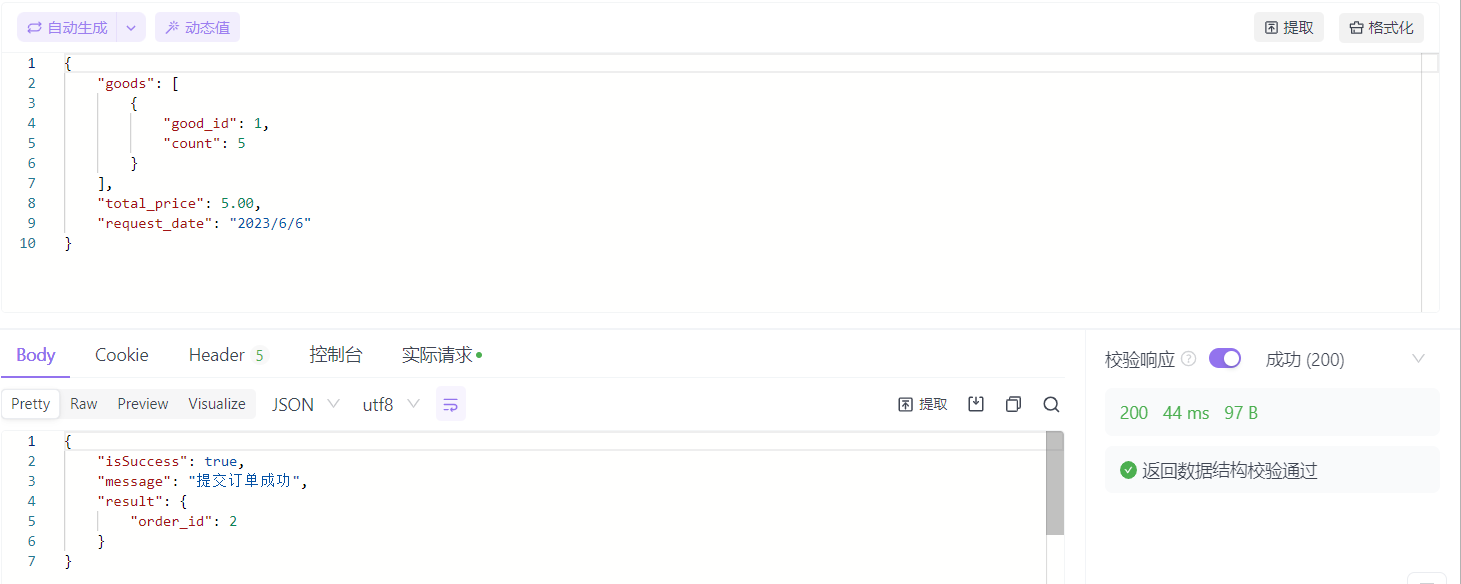 自动生成 动态值 提取 格式化
1 {
2 "goods": [
3 {
4 "good_id": 1,
5 "count": 5
6 }
7 ],
8 "total_price": 5.00,
9 "request_date": "2023/6/6"
10 }
Body Cookie Header 5 控制台 实际请求
校验响应 ? 成功 (200)
Pretty Raw Preview Visualize JSON utf8 提取
200 44 ms 97 B
1 {
2 "isSuccess": true,
3 "message": "提交订单成功",
4 "result": {
5 "order_id": 2
6 }
7 }
返回数据结构校验通过